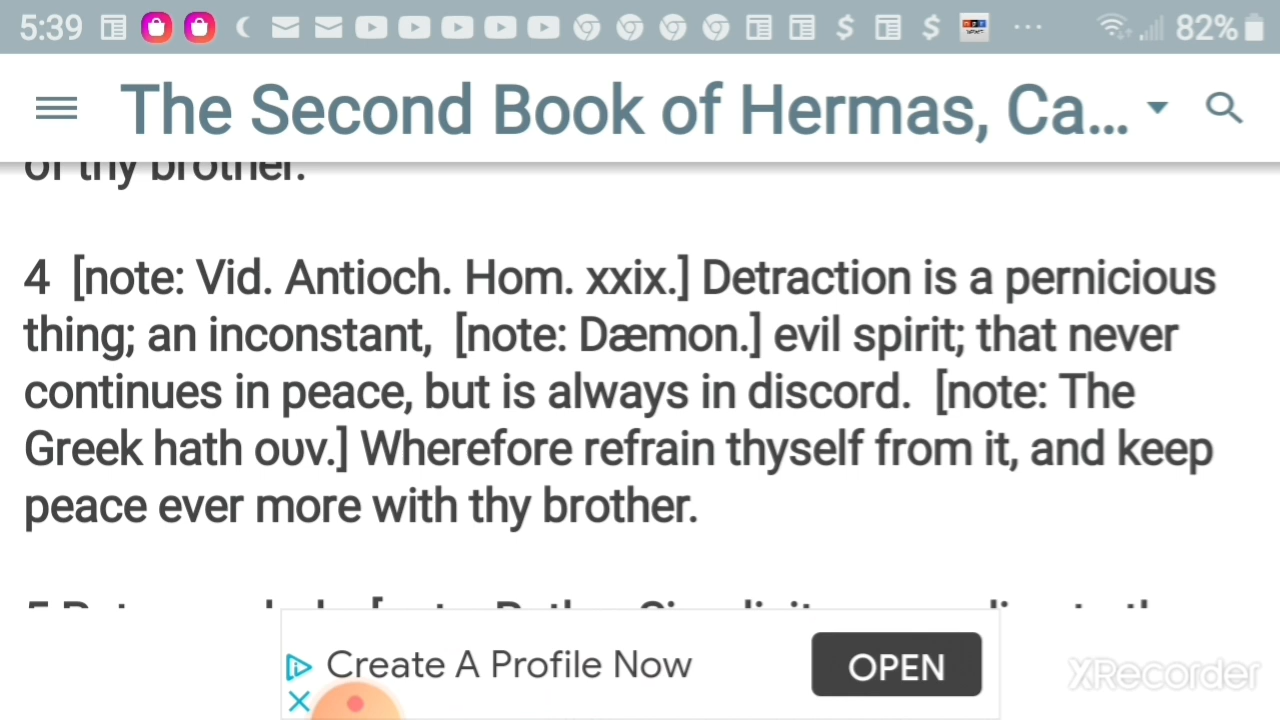 5:39
82%
The Second Book of Hermas, Ca...
of thy brother.
4 [note: Vid. Antioch. Hom. xxix.] Detraction is a pernicious
thing; an inconstant, [note: Dæmon.] evil spirit; that never
continues in peace, but is always in discord. [note: The
Greek hath ουν.] Wherefore refrain thyself from it, and keep
peace ever more with thy brother.
Create A Profile Now
OPEN
XRecorder